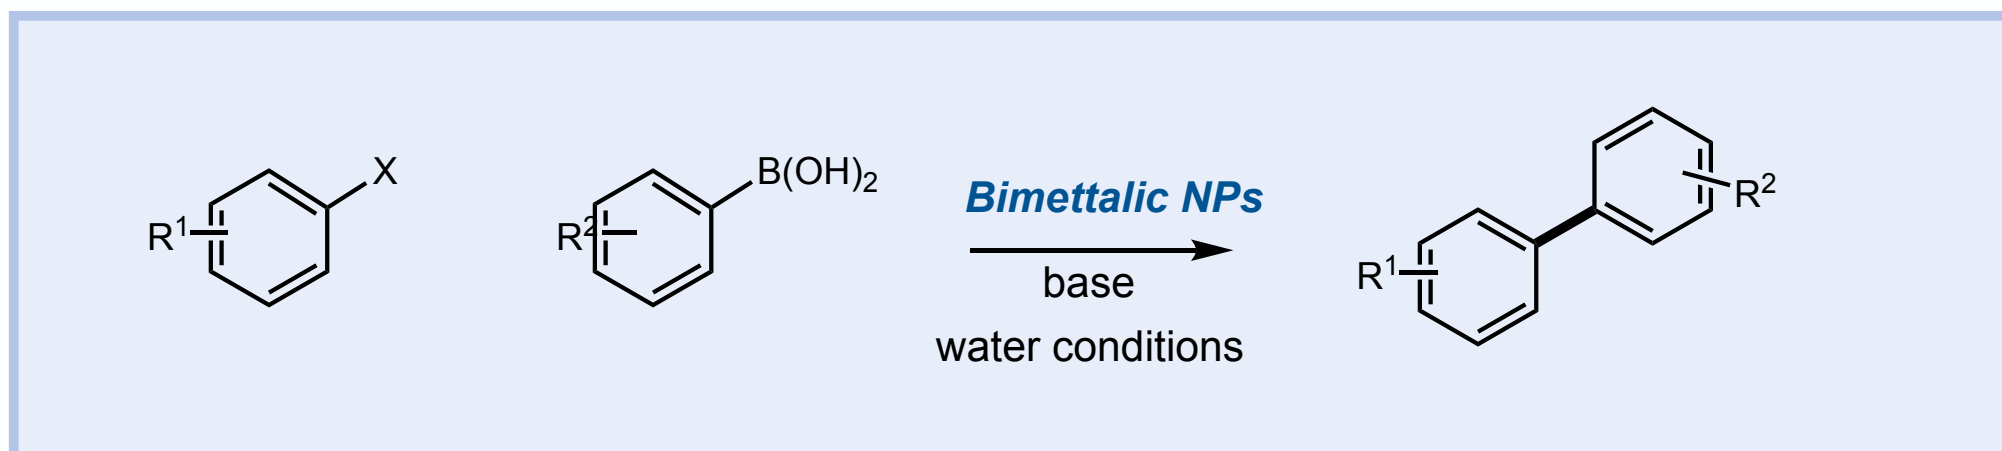 R¹
X
R²
B(OH)₂
Bimettalic NPs
base
water conditions
R¹
R²